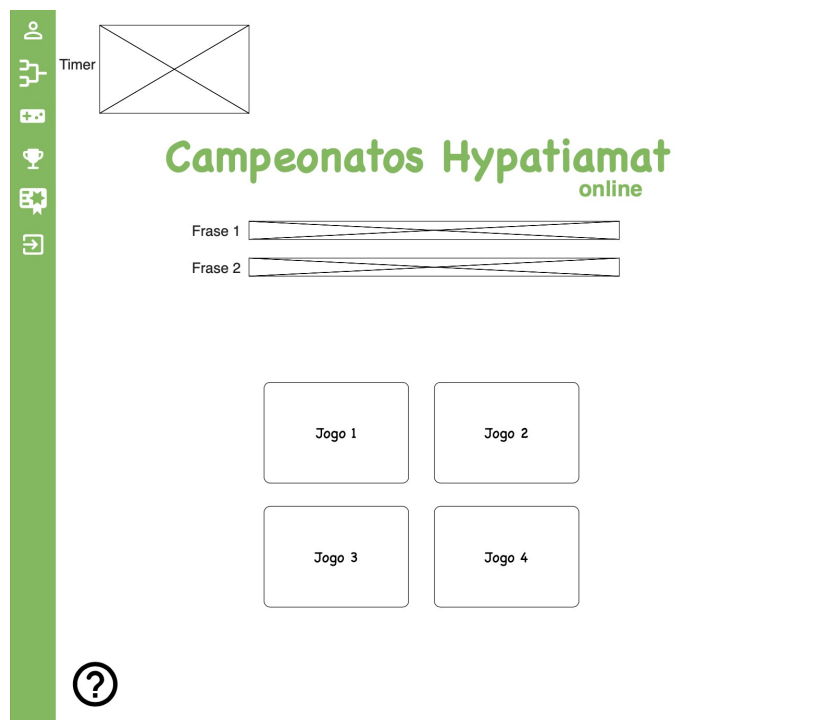 Timer
Campeonatos Hypatiamat
online
Frase 1
Frase 2
Jogo 1
Jogo 2
Jogo 3
Jogo 4
?